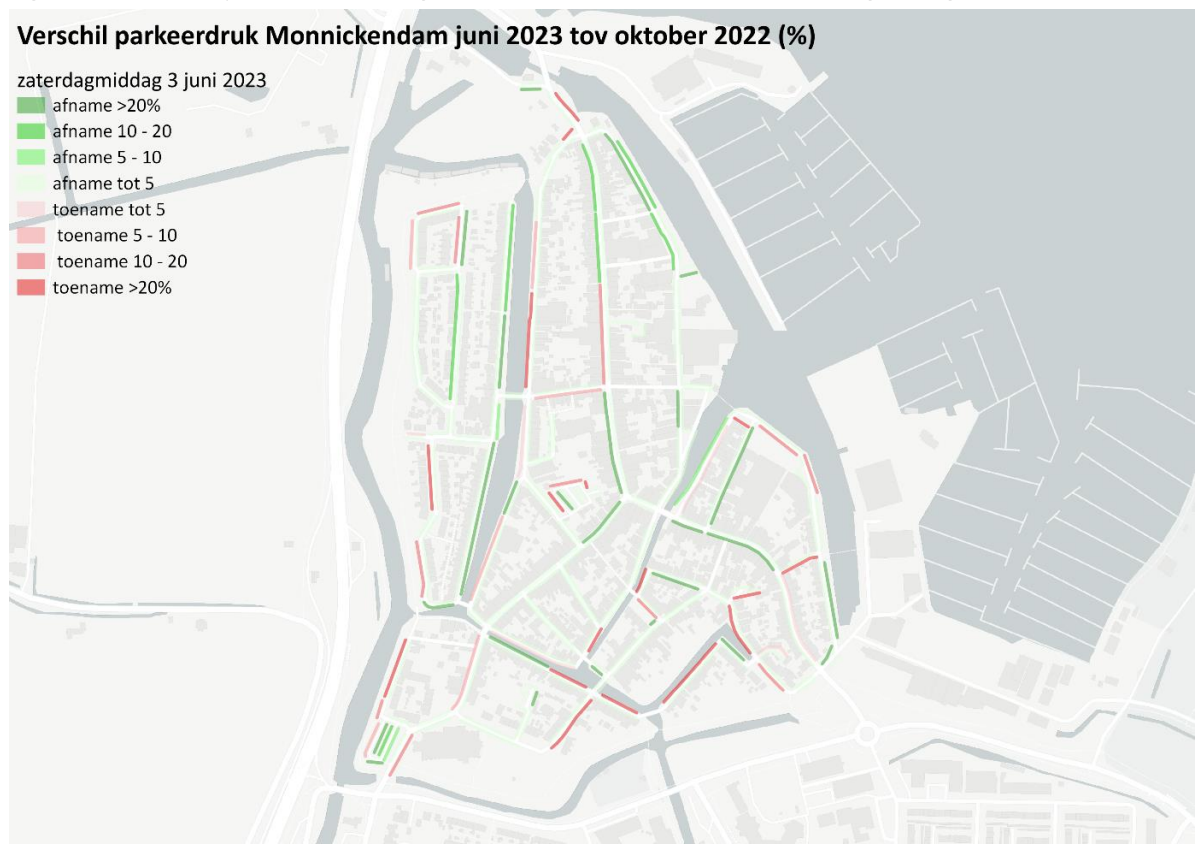 Verschil parkeerdruk Monnickendam juni 2023 tov oktober 2022 (%)
zaterdagmiddag 3 juni 2023
afname >20%
afname 10 - 20
afname 5 - 10
afname tot 5
toename tot 5
toename 5 - 10
toename 10 - 20
toename >20%